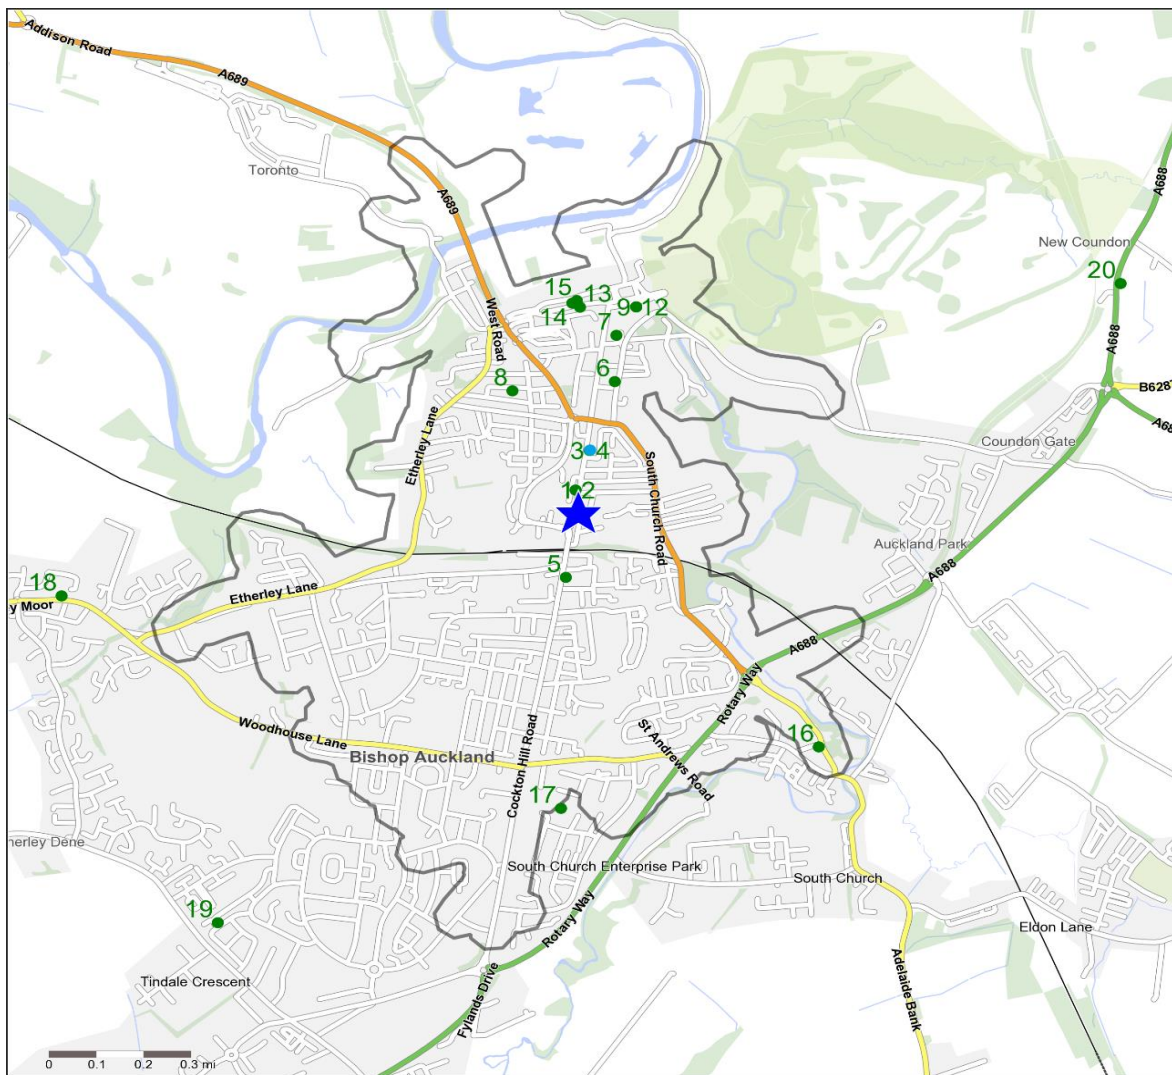 Addison Road
A689
Toronto
A689
A688
New Coundon
20
A688
15
13
14
9
12
7
West Road
6
8
B628
A68
Coundon Gate
Etherley Lane
3
4
South Church Road
1
2
Auckland Park
A688
5
18
Etherley Lane
y Moor
A688
Rotary Way
Woodhouse Lane
St Andrews Road
16
Bishop Auckland
Cockton Hill Road
17
herley Dene
South Church Enterprise Park
South Church
19
Rotary Way
Eldon Lane
Tindale Crescent
Fylands Drive
Adelaide Bank
0
0.1
0.2
0.3 mi